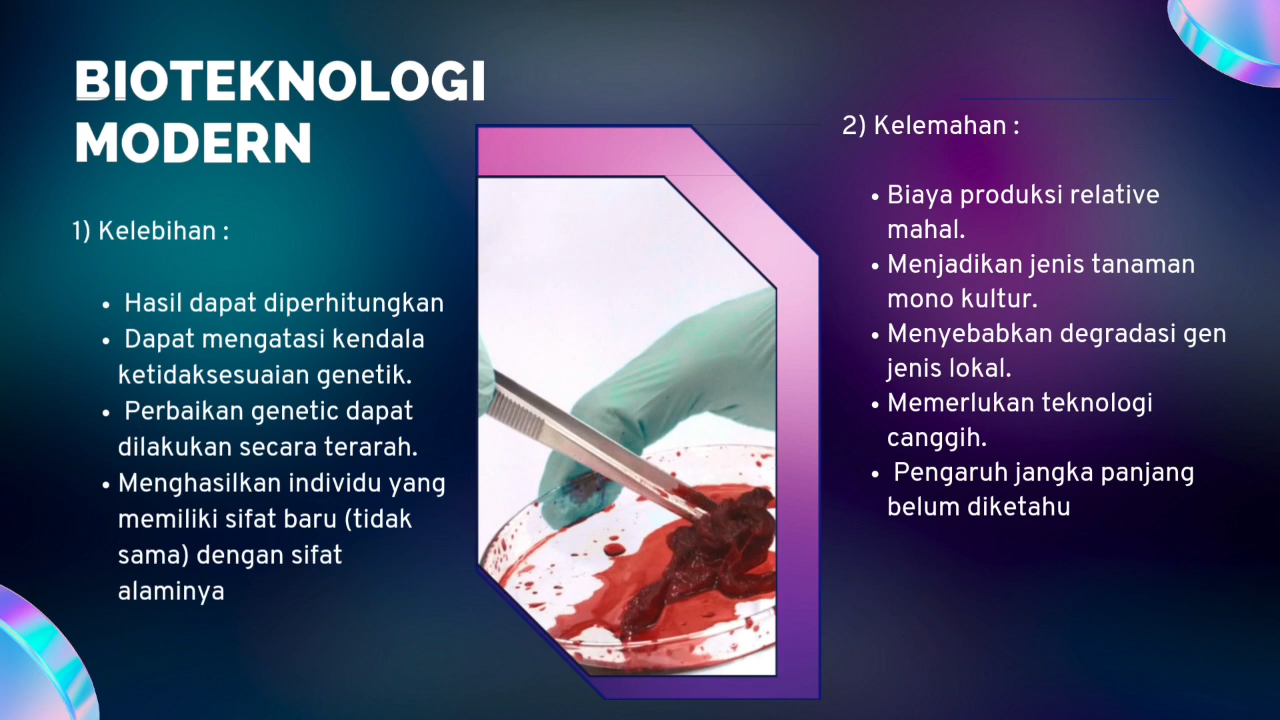 BIOTEKNOLOGI
MODERN
1) Kelebihan :
• Hasil dapat diperhitungkan
• Dapat mengatasi kendala
ketidaksesuaian genetik.
• Perbaikan genetic dapat
dilakukan secara terarah.
• Menghasilkan individu yang
memiliki sifat baru (tidak
sama) dengan sifat
alaminya
2) Kelemahan :
• Biaya produksi relative
mahal.
• Menjadikan jenis tanaman
mono kultur.
• Menyebabkan degradasi gen
jenis lokal.
• Memerlukan teknologi
canggih.
• Pengaruh jangka panjang
belum diketahu